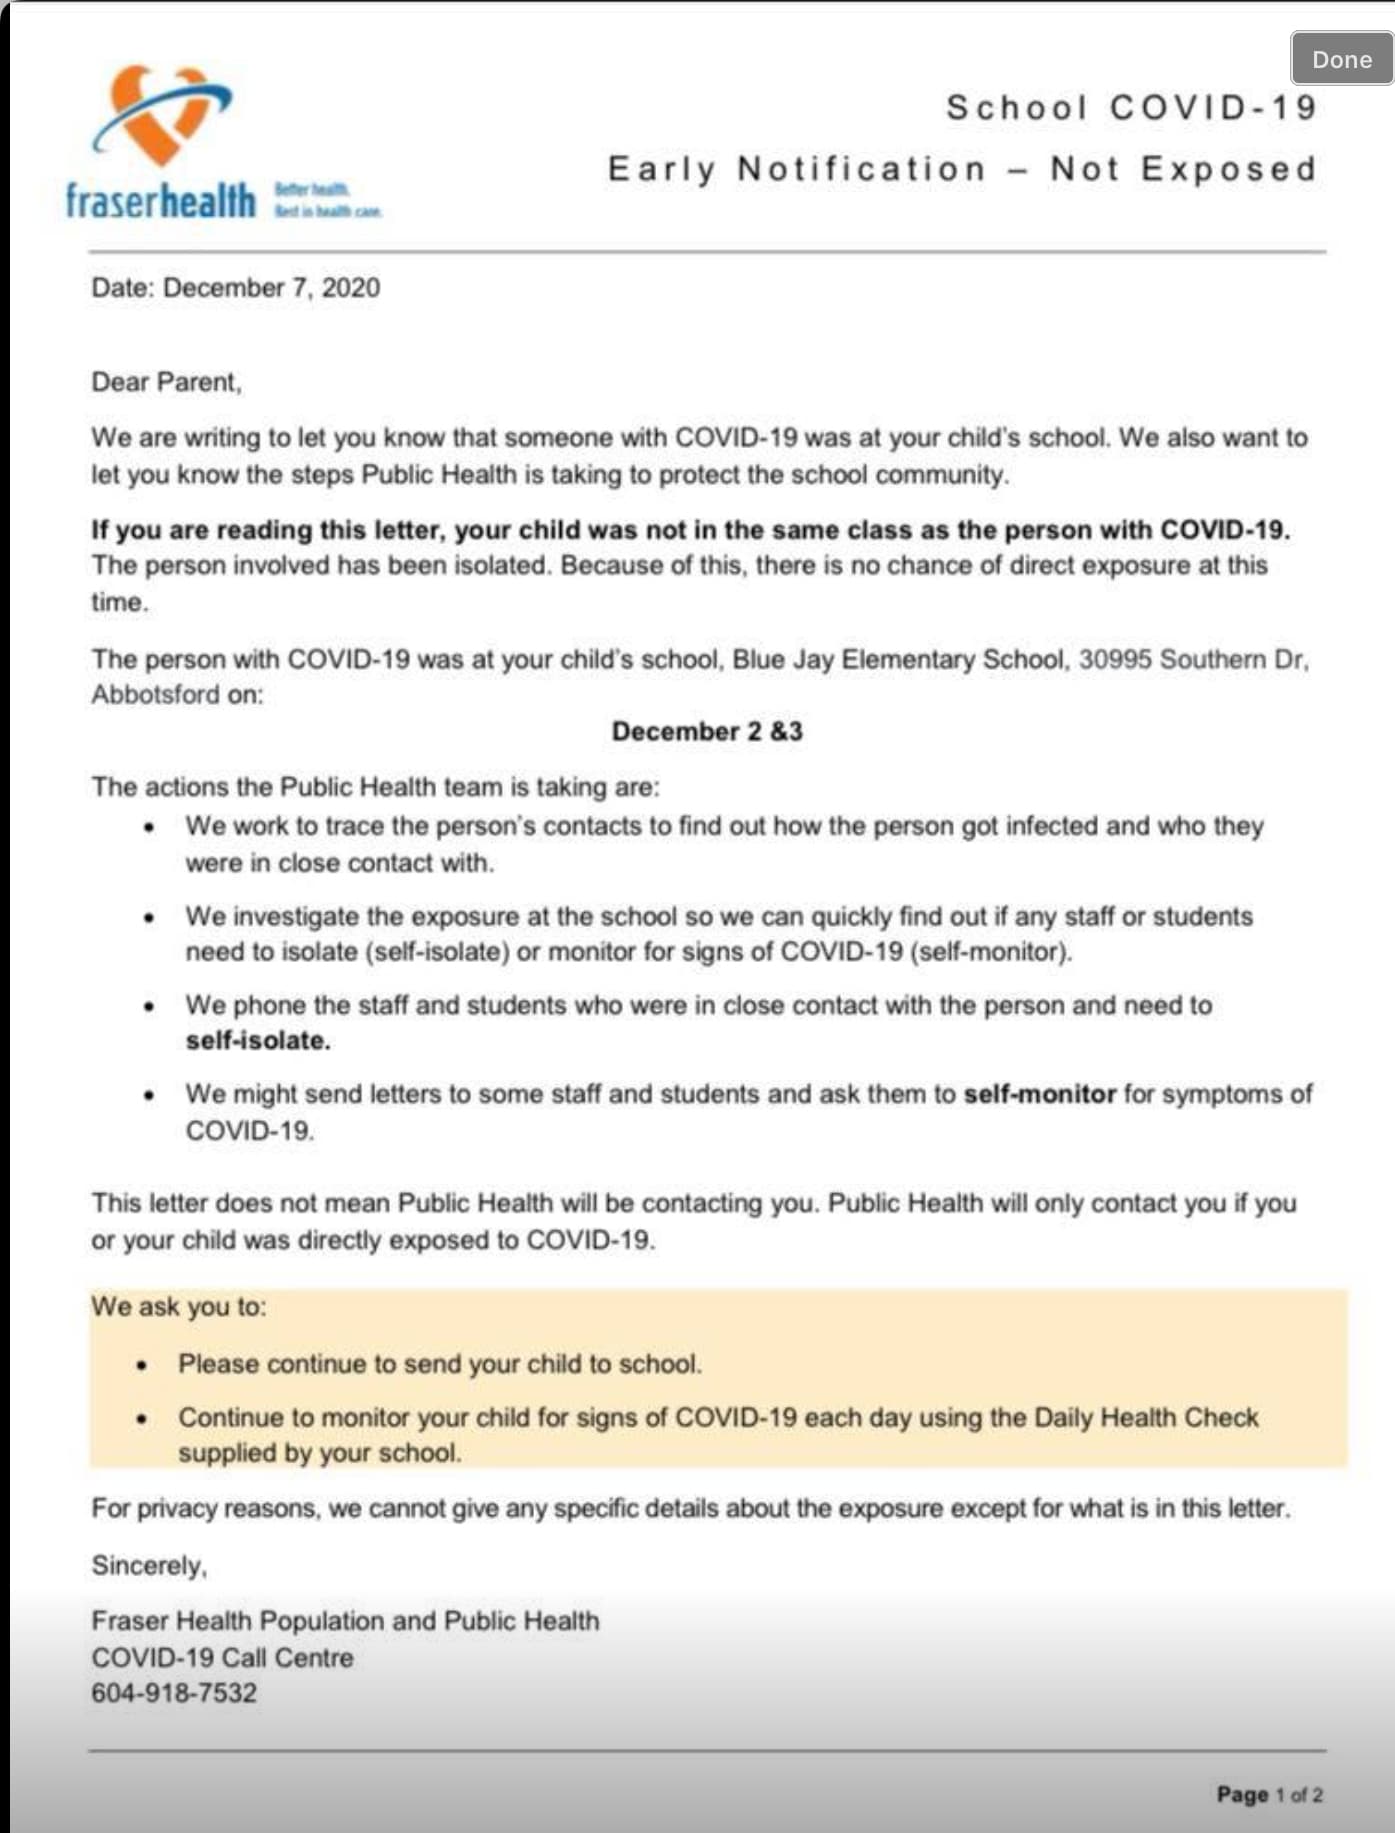 Done
School COVID-19
Early Notification – Not Exposed
fraserhealth
Better health.
Best in health care.
Date: December 7, 2020
Dear Parent,
We are writing to let you know that someone with COVID-19 was at your child's school. We also want to
let you know the steps Public Health is taking to protect the school community.
If you are reading this letter, your child was not in the same class as the person with COVID-19.
The person involved has been isolated. Because of this, there is no chance of direct exposure at this
time.
The person with COVID-19 was at your child's school, Blue Jay Elementary School, 30995 Southern Dr,
Abbotsford on:
December 2 &3
The actions the Public Health team is taking are:
• We work to trace the person's contacts to find out how the person got infected and who they
were in close contact with.
• We investigate the exposure at the school so we can quickly find out if any staff or students
need to isolate (self-isolate) or monitor for signs of COVID-19 (self-monitor).
• We phone the staff and students who were in close contact with the person and need to
self-isolate.
• We might send letters to some staff and students and ask them to self-monitor for symptoms of
COVID-19.
This letter does not mean Public Health will be contacting you. Public Health will only contact you if you
or your child was directly exposed to COVID-19.
We ask you to:
• Please continue to send your child to school.
• Continue to monitor your child for signs of COVID-19 each day using the Daily Health Check
supplied by your school.
For privacy reasons, we cannot give any specific details about the exposure except for what is in this letter.
Sincerely,
Fraser Health Population and Public Health
COVID-19 Call Centre
604-918-7532
Page 1 of 2